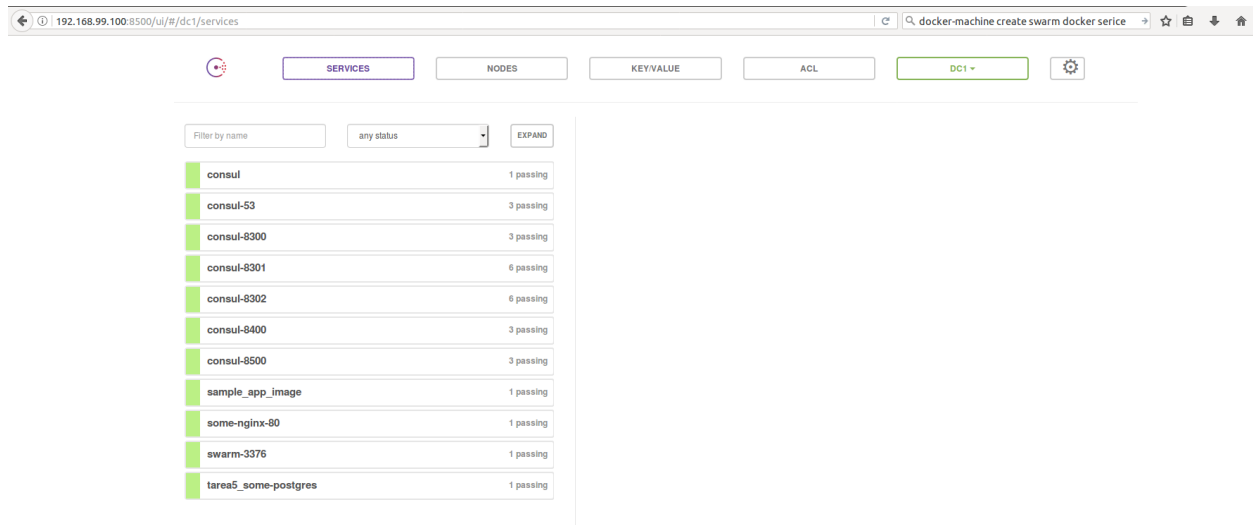 192.168.99.100:8500/ui/#/dc1/services
docker-machine create swarm docker serice
SERVICES NODES KEY/VALUE ACL DC1
Filter by name any status EXPAND
consul 1 passing
consul-53 3 passing
consul-8300 3 passing
consul-8301 6 passing
consul-8302 6 passing
consul-8400 3 passing
consul-8500 3 passing
sample_app_image 1 passing
some-nginx-80 1 passing
swarm-3376 1 passing
tarea5_some-postgres 1 passing